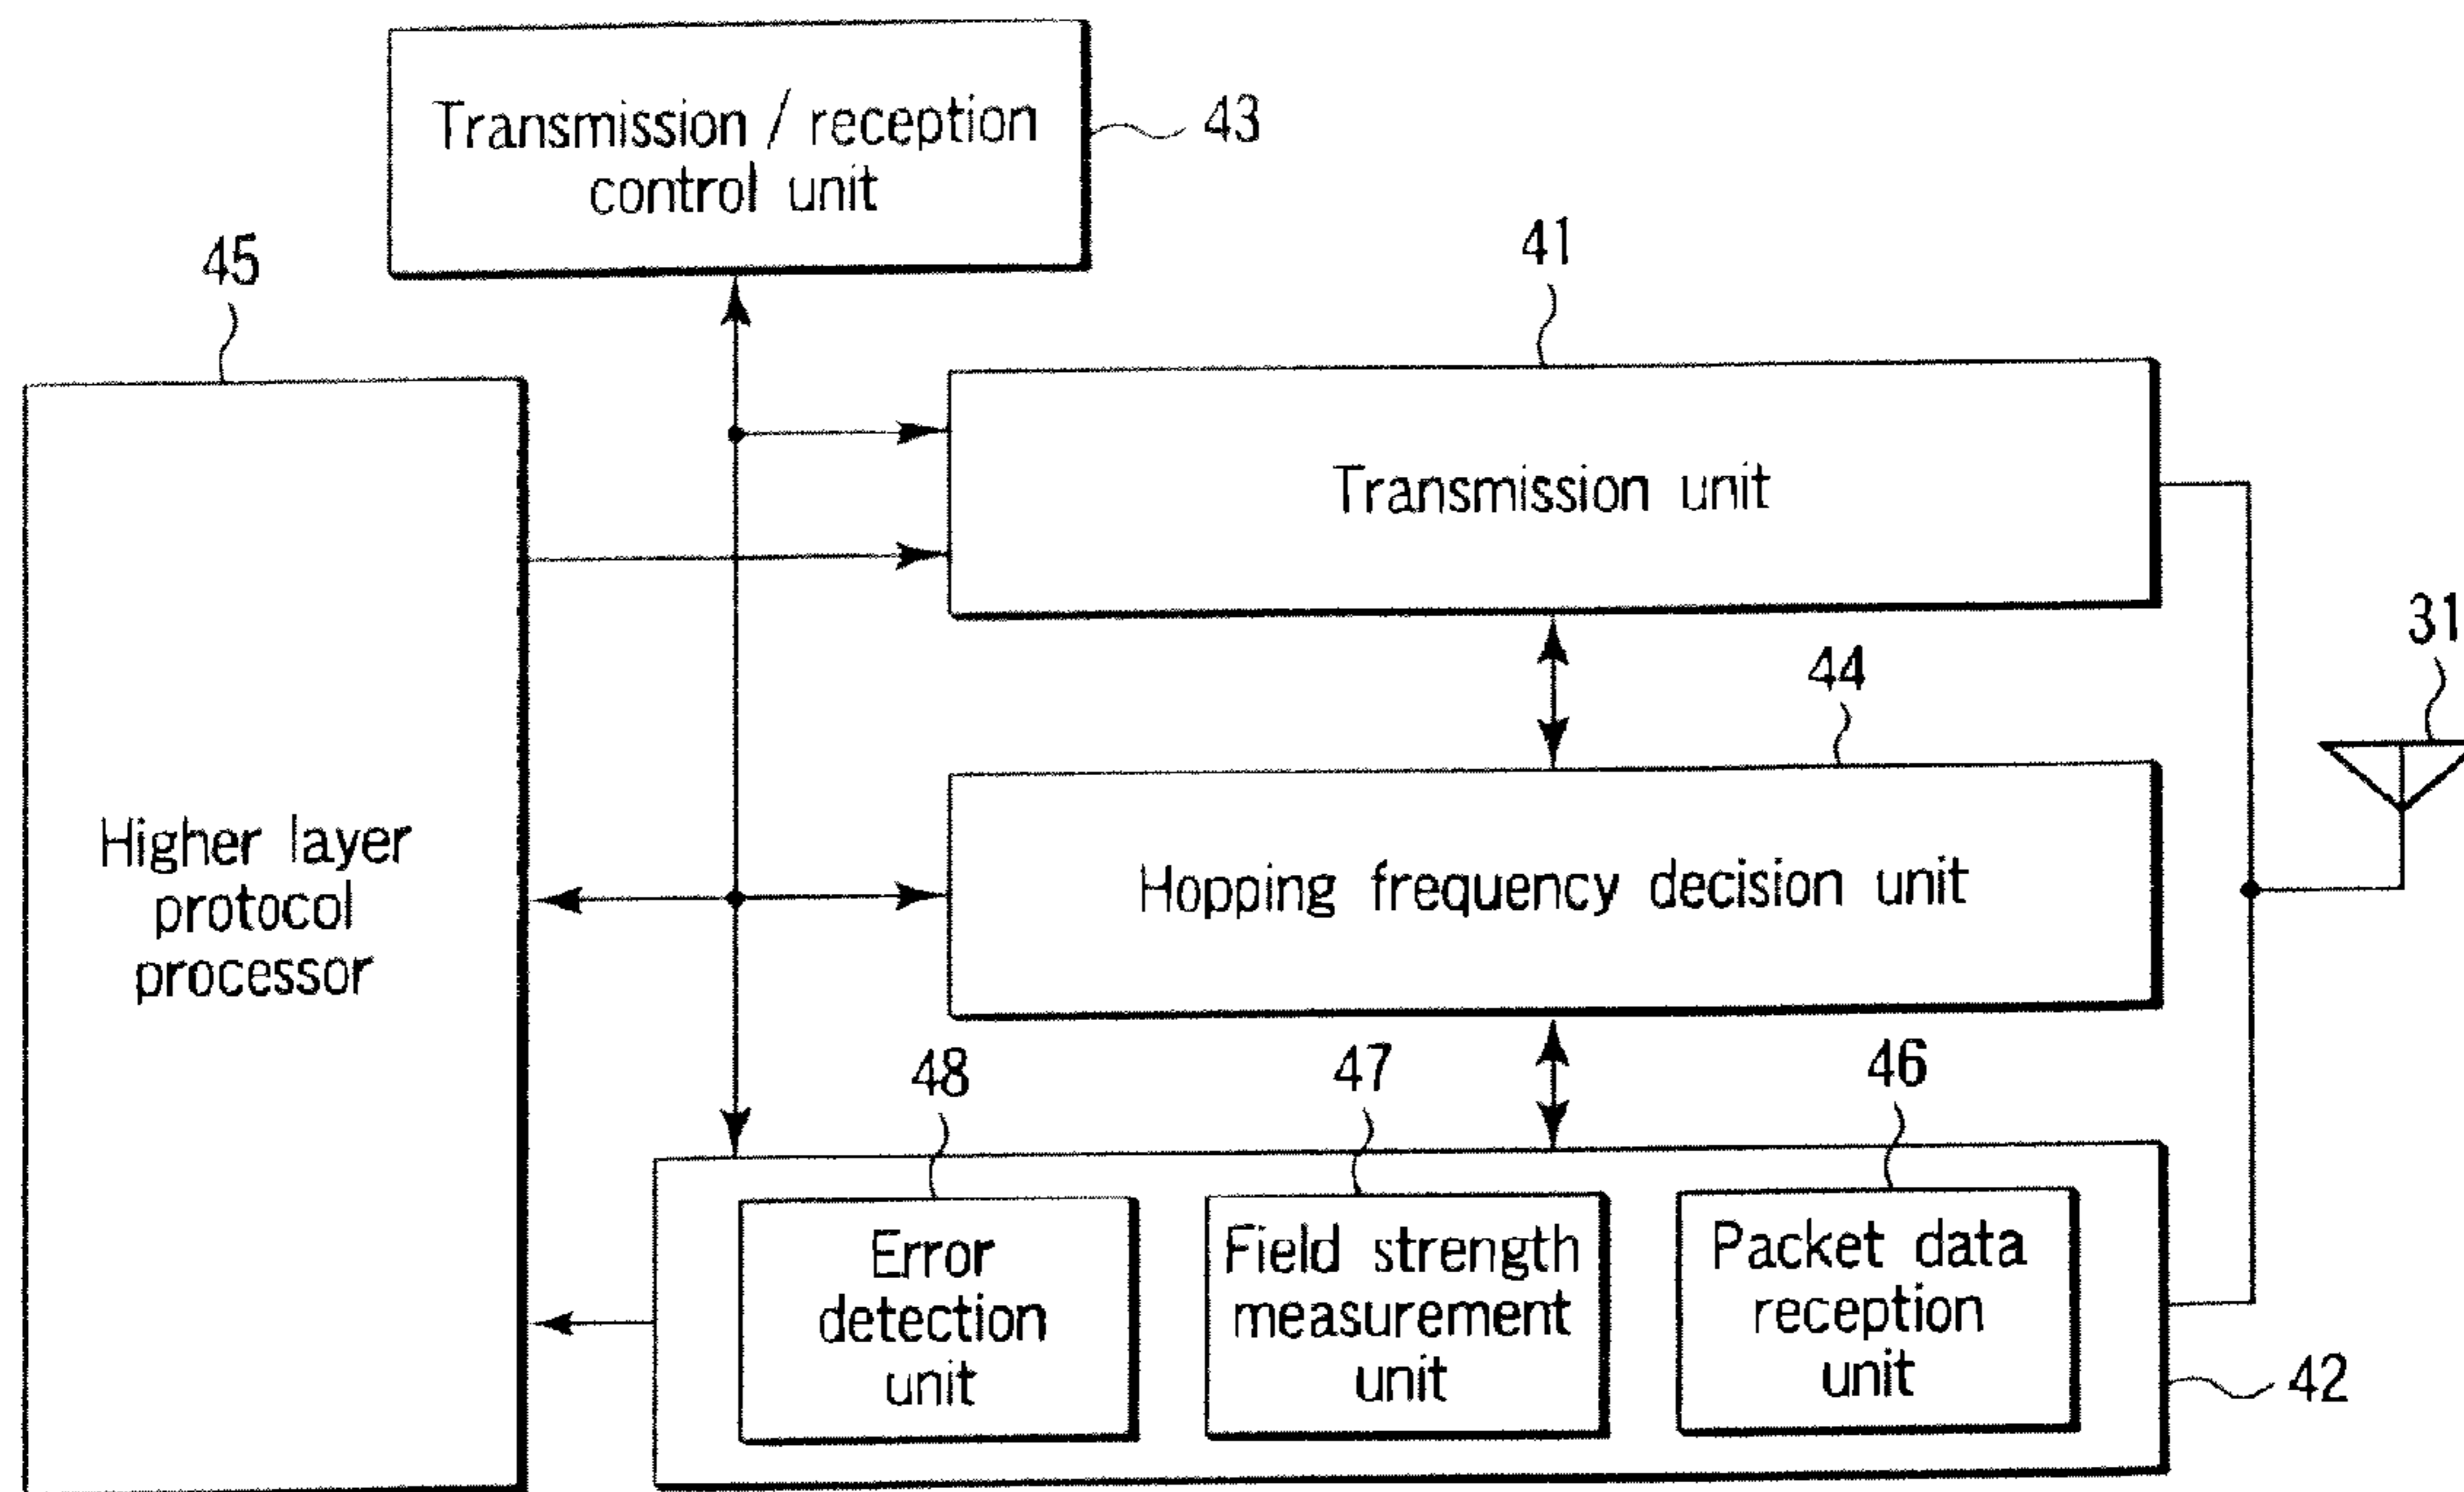 Transmission / reception
control unit
43
45
41
Transmission unit
31
44
Higher layer
protocol
processor
Hopping frequency decision unit
48
47
46
Error
detection
unit
Field strength
measurement
unit
Packet data
reception
unit
42